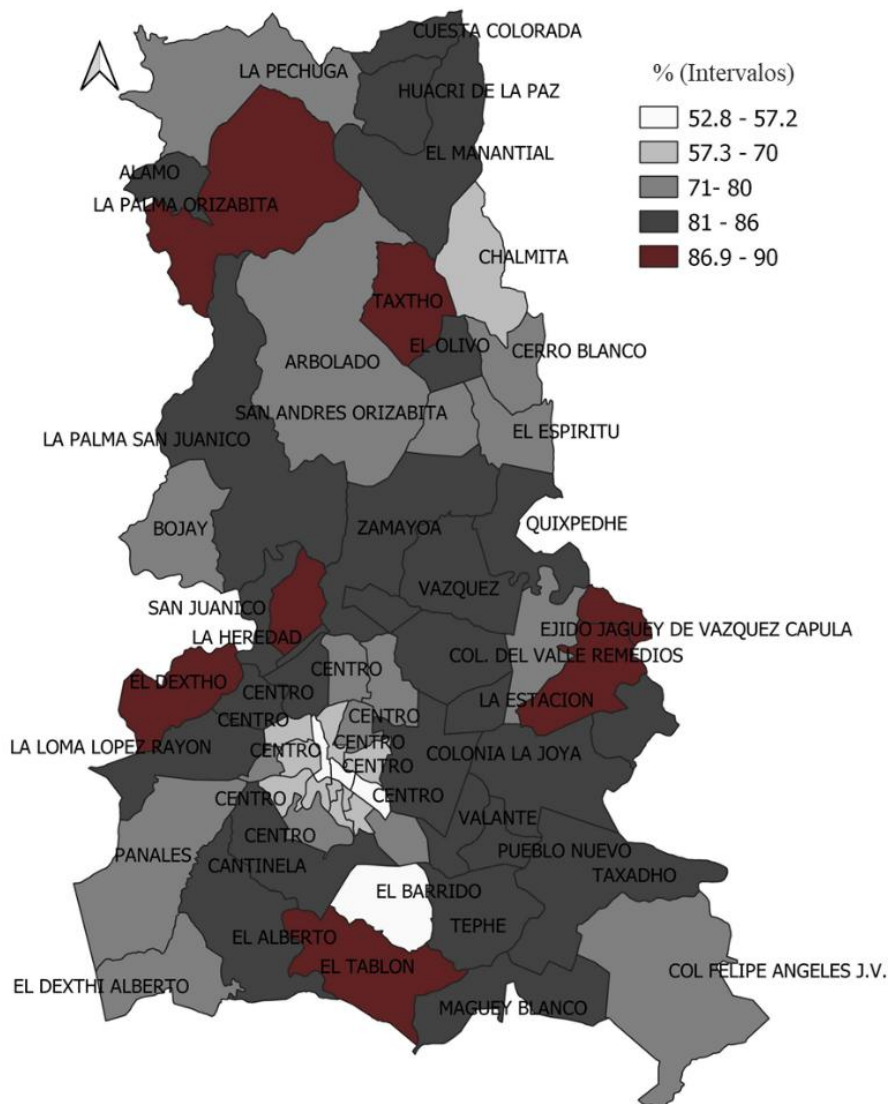 CUESTA COLORADA
LA PECHUGA
HUACRI DE LA PAZ
EL MANANTIAL
ALAMO
LA PALMA ORIZABITA
CHALMITA
TAXTHO
EL OLIVO
CERRO BLANCO
ARBOLADO
SAN ANDRES ORIZABITA
EL ESPIRITU
LA PALMA SAN JUANICO
BOJAY
ZAMAYOA
QUIXPEDHE
VAZQUEZ
SAN JUANICO
LA HEREDAD
EJIDO JAGUEY DE VAZQUEZ CAPULA
COL. DEL VALLE REMEDIOS
CENTRO
EL DEXTHO
CENTRO
LA ESTACION
CENTRO
CENTRO
LA LOMA LOPEZ RAYON
CENTRO
CENTRO
COLONIA LA JOYA
CENTRO
CENTRO
CENTRO
VALANTE
CENTRO
PUEBLO NUEVO
PANALES
CANTINELA
TAXADHO
EL BARRIDO
TEPHE
EL ALBERTO
EL TABLON
COL FELIPE ANGELES J.V.
EL DEXTHI ALBERTO
MAGUEY BLANCO
% (Intervalos)
52.8 - 57.2
57.3 - 70
71- 80
81 - 86
86.9 - 90